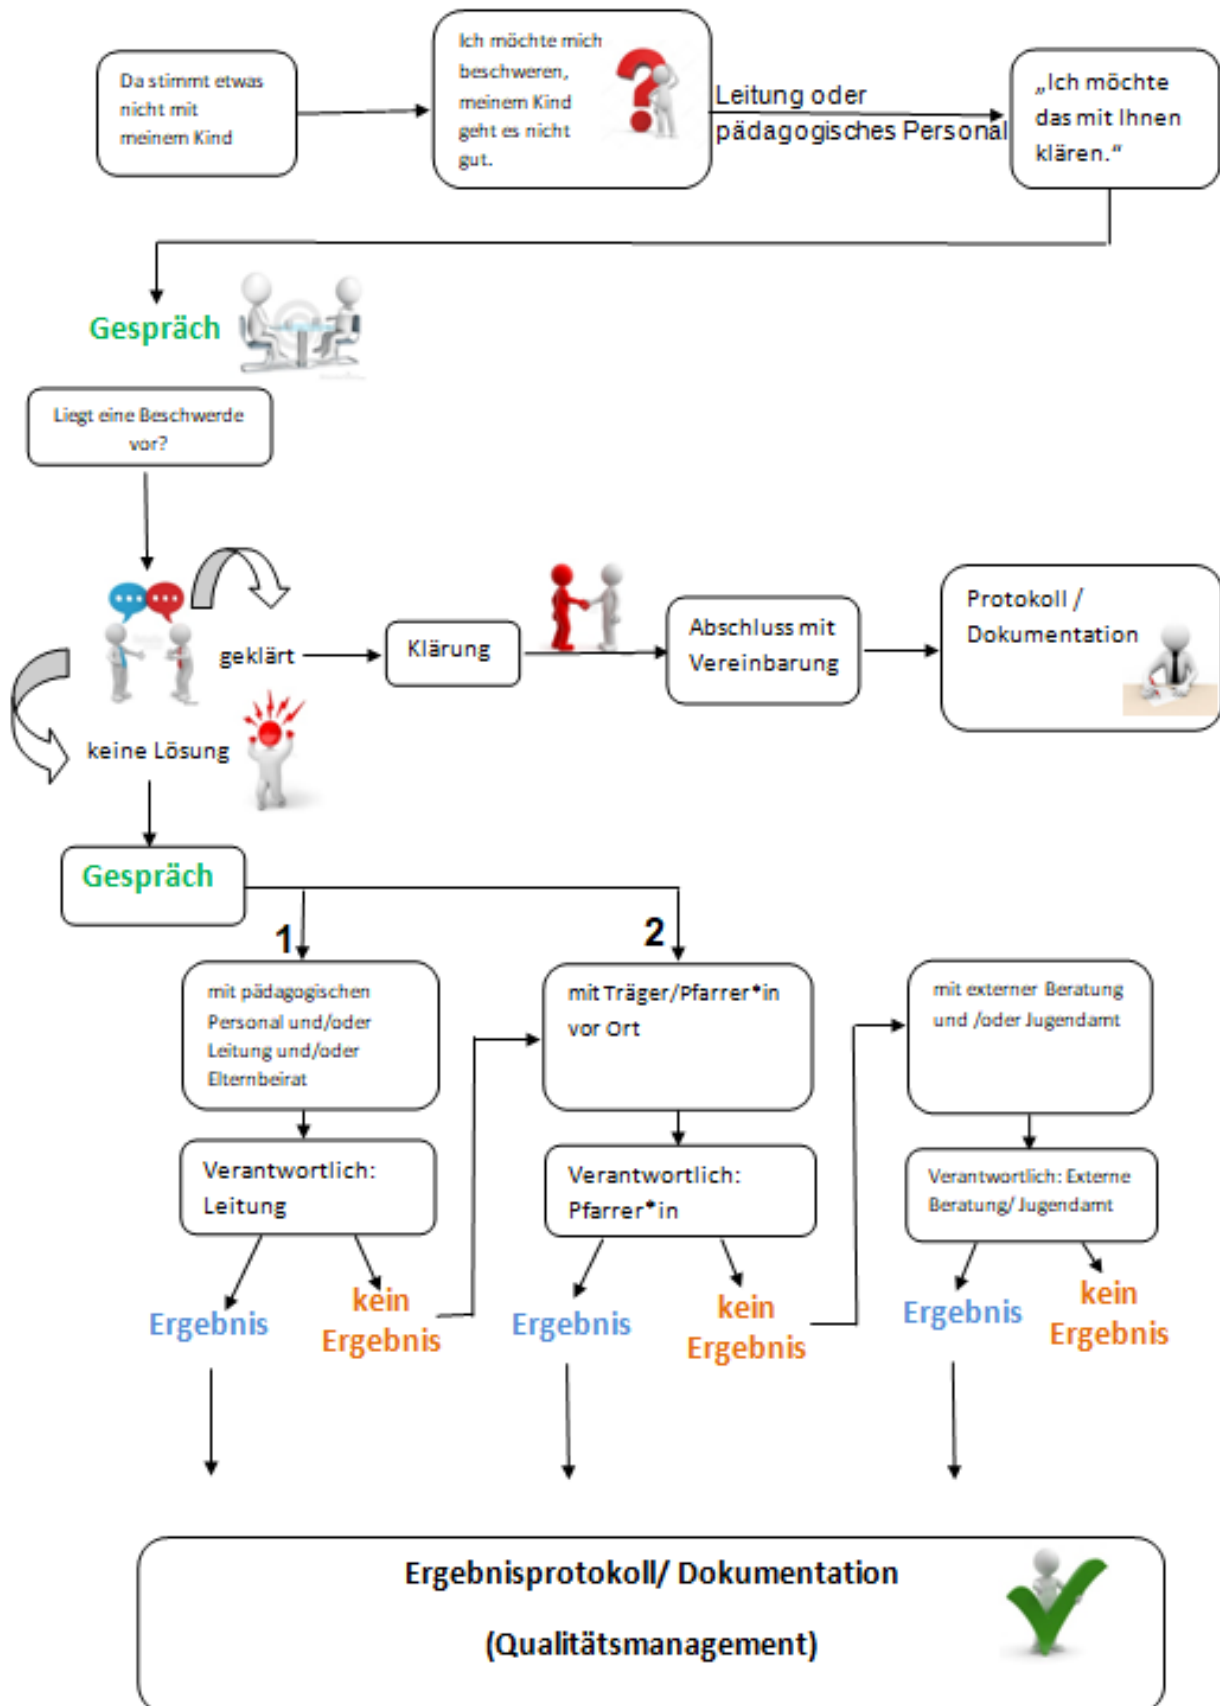 Da stimmt etwas
nicht mit
meinem Kind
Ich möchte mich
beschweren,
meinem Kind
geht es nicht
gut.
Leitung oder
pädagogisches Personal
„Ich möchte
das mit Ihnen
klären.“
Gespräch
Liegt eine Beschwerde
vor?
geklärt
Klärung
Abschluss mit
Vereinbarung
Protokoll /
Dokumentation
keine Lösung
Gespräch
1
2
mit pädagogischen
Personal und/oder
Leitung und/oder
Elternbeirat
mit Träger/Pfarrer*in
vor Ort
mit externer Beratung
und /oder Jugendamt
Verantwortlich:
Leitung
Verantwortlich:
Pfarrer*in
Verantwortlich: Externe
Beratung/ Jugendamt
Ergebnis
kein
Ergebnis
Ergebnis
kein
Ergebnis
Ergebnis
kein
Ergebnis
Ergebnisprotokoll/ Dokumentation
(Qualitätsmanagement)